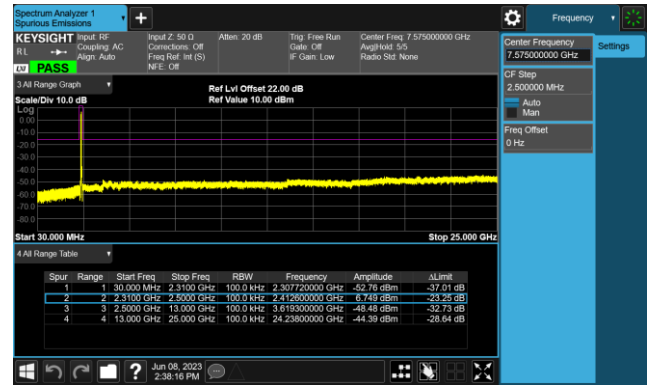 Spectrum Analyzer 1
Spurious Emissions
Frequency
KEYSIGHT
RL
Input: RF
Coupling: AC
Align: Auto
Input Z: 50 Ω
Corrections: Off
Freq Ref: Int (S)
NFE: Off
Atten: 20 dB
Trig: Free Run
Gate: Off
IF Gain: Low
Center Freq: 7.575000000 GHz
Avg|Hold: 5/5
Radio Std: None
LXI
PASS
Center Frequency
7.575000000 GHz
Settings
CF Step
2.500000 MHz
Auto
Man
Freq Offset
0 Hz
3 All Range Graph
Scale/Div 10.0 dB
Ref Lvl Offset 22.00 dB
Ref Value 10.00 dBm
Log
0.00
-10.0
-20.0
-30.0
-40.0
-50.0
-60.0
-70.0
-80.0
Start 30.000 MHz
Stop 25.000 GHz
4 All Range Table
Spur Range Start Freq Stop Freq RBW Frequency Amplitude ΔLimit
1 1 30.000 MHz 2.3100 GHz 100.0 kHz 2.307720000 GHz -52.76 dBm -37.01 dB
2 2 2.3100 GHz 2.5000 GHz 100.0 kHz 2.412600000 GHz 6.749 dBm -23.25 dB
3 3 2.5000 GHz 13.000 GHz 100.0 kHz 3.619300000 GHz -48.48 dBm -32.73 dB
4 4 13.000 GHz 25.000 GHz 100.0 kHz 24.23800000 GHz -44.39 dBm -28.64 dB
Jun 08, 2023
2:38:16 PM